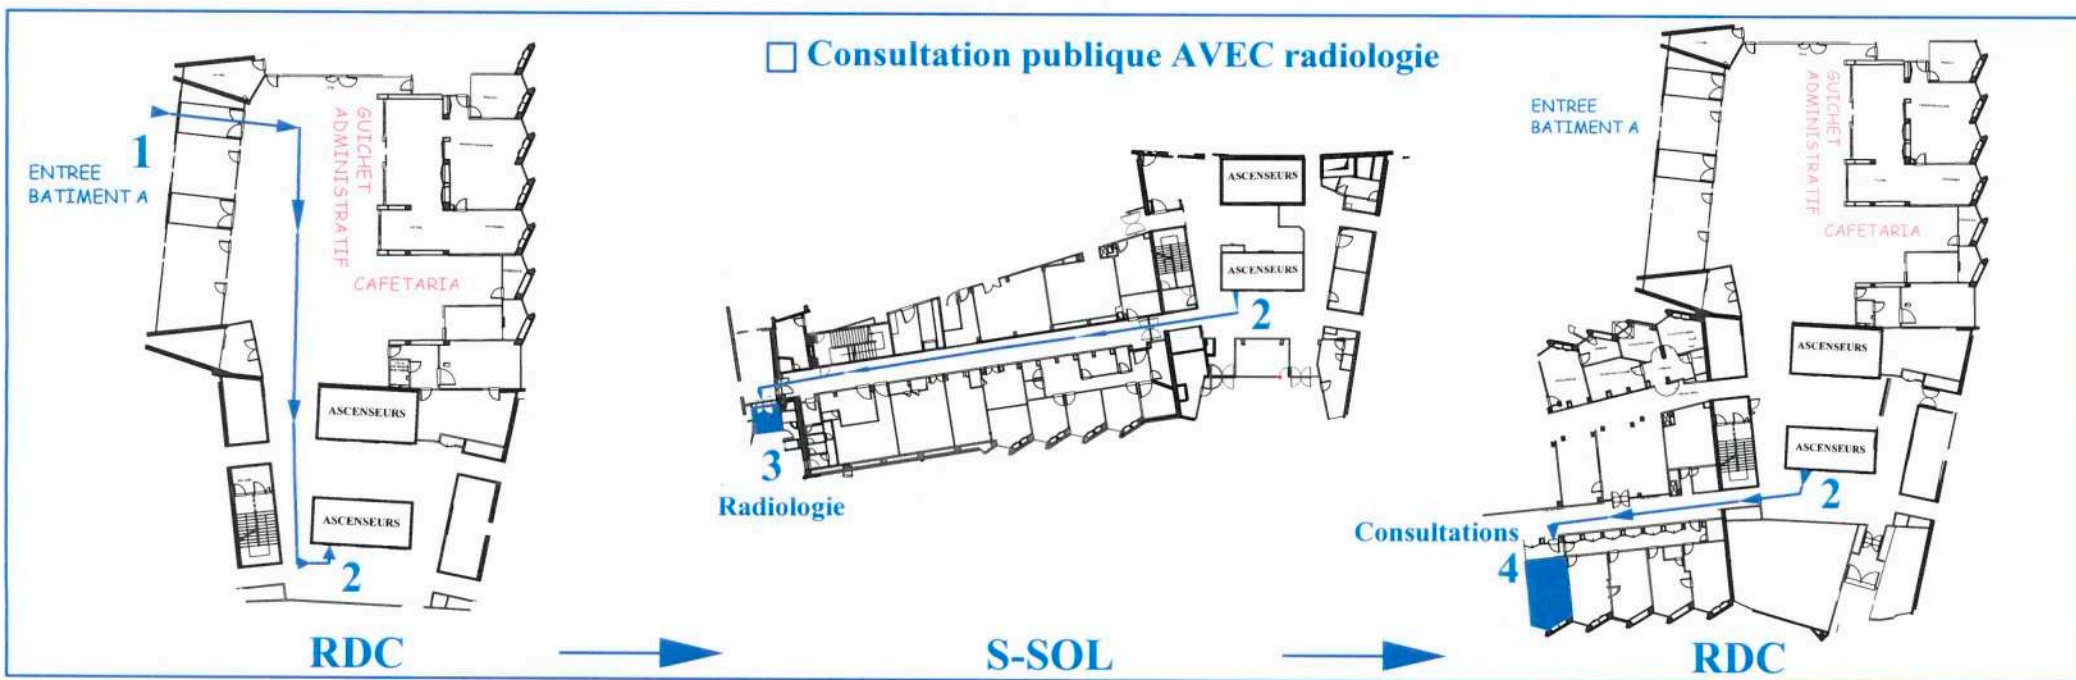 Consultation publique AVEC radiologie
1
ENTREE
BATIMENT A
GUICHET
ADMINISTRATIF
CAFETARIA
ASCENSEURS
ASCENSEURS
2
RDC
ASCENSEURS
ASCENSEURS
2
3
Radiologie
S-SOL
ENTREE
BATIMENT A
GUICHET
ADMINISTRATIF
CAFETARIA
ASCENSEURS
ASCENSEURS
2
Consultations
4
RDC